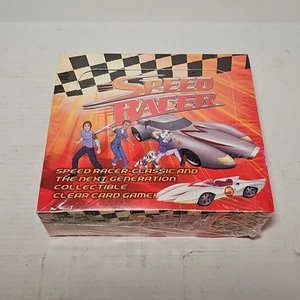 SPEED
RACER
SPEED RACER CLASSIC AND
THE NEXT GENERATION
COLLECTIBLE
CLEAR CARD GAME!